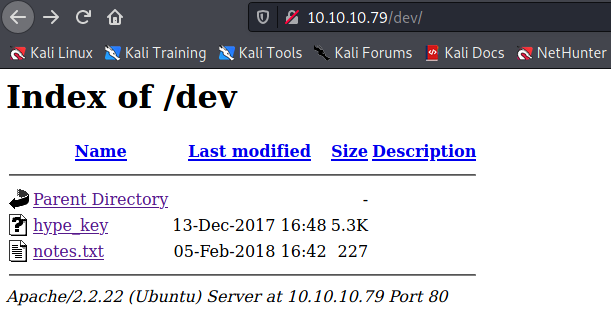 10.10.10.79/dev/
Kali Linux Kali Training Kali Tools Kali Forums Kali Docs NetHunter
Index of /dev
Name Last modified Size Description
Parent Directory -
hype_key 13-Dec-2017 16:48 5.3K
notes.txt 05-Feb-2018 16:42 227
Apache/2.2.22 (Ubuntu) Server at 10.10.10.79 Port 80